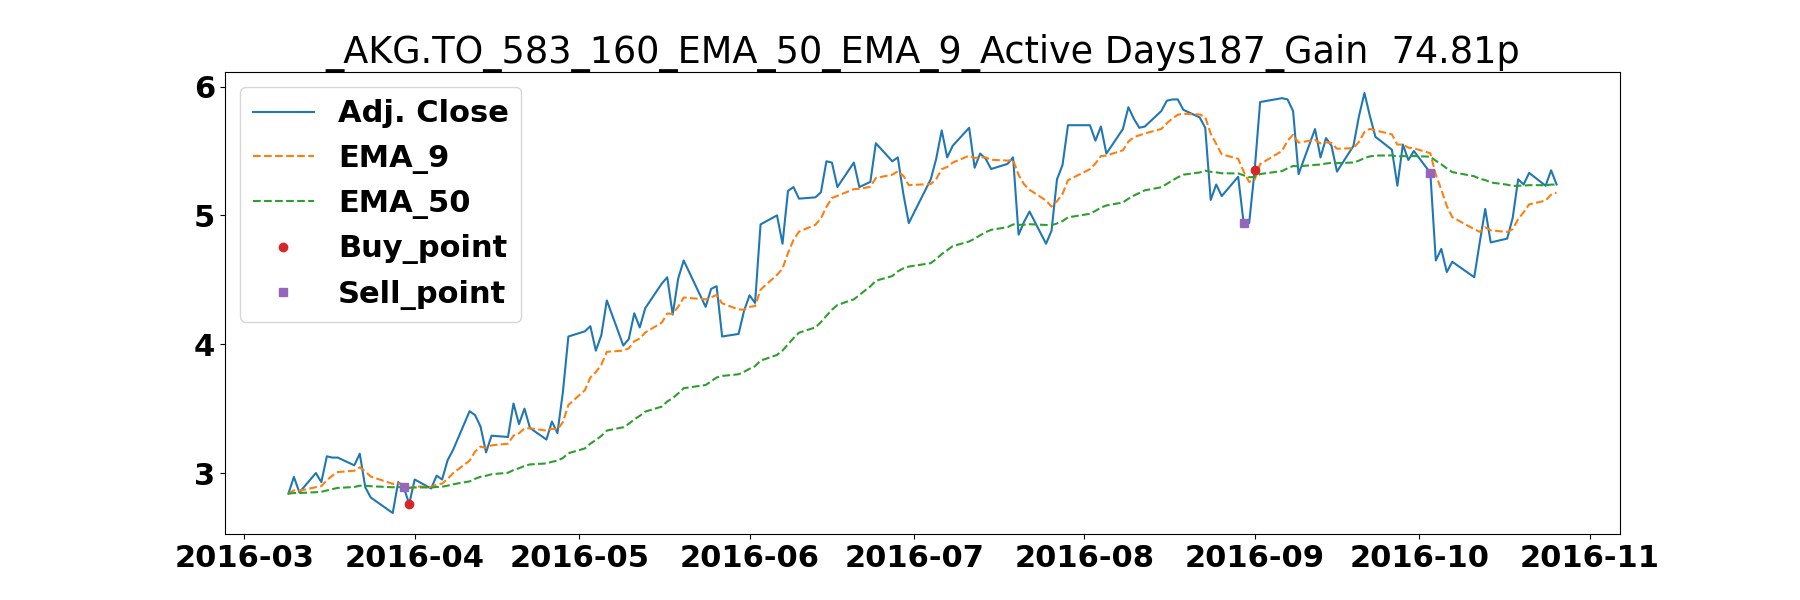 _AKG.TO_583_160_EMA_50_EMA_9_Active Days187_Gain  74.81p
6
5
4
3
Adj. Close
EMA_9
EMA_50
Buy_point
Sell_point
2016-03 2016-04 2016-05 2016-06 2016-07 2016-08 2016-09 2016-10 2016-11